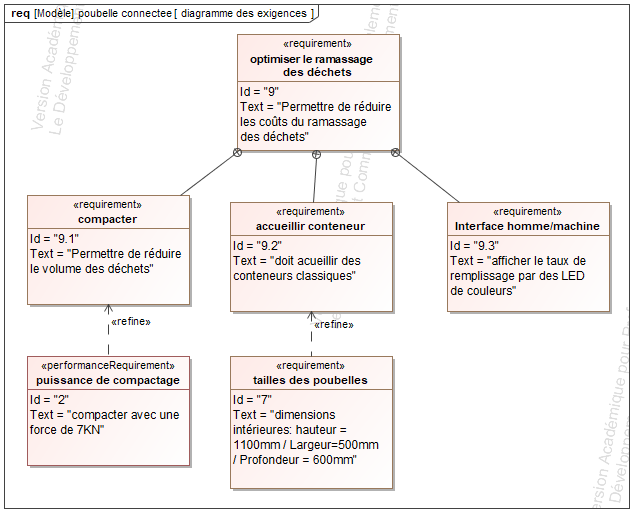 req [Modèle] poubelle connectee [ diagramme des exigences ]
«requirement»
optimiser le ramassage
des déchets
Id = "9"
Text = "Permettre de réduire
les coûts du ramassage
des déchets"
«requirement»
compacter
Id = "9.1"
Text = "Permettre de réduire
le volume des déchets"
«requirement»
accueillir conteneur
Id = "9.2"
Text = "doit acueillir des
conteneurs classiques"
«requirement»
Interface homme/machine
Id = "9.3"
Text = "afficher le taux de
remplissage par des LED
de couleurs"
«refine»
«refine»
«performanceRequirement»
puissance de compactage
Id = "2"
Text = "compacter avec une
force de 7KN"
«requirement»
tailles des poubelles
Id = "7"
Text = "dimensions
intérieures: hauteur =
1100mm / Largeur=500mm
/ Profondeur = 600mm"
Version Académique
Le Développement